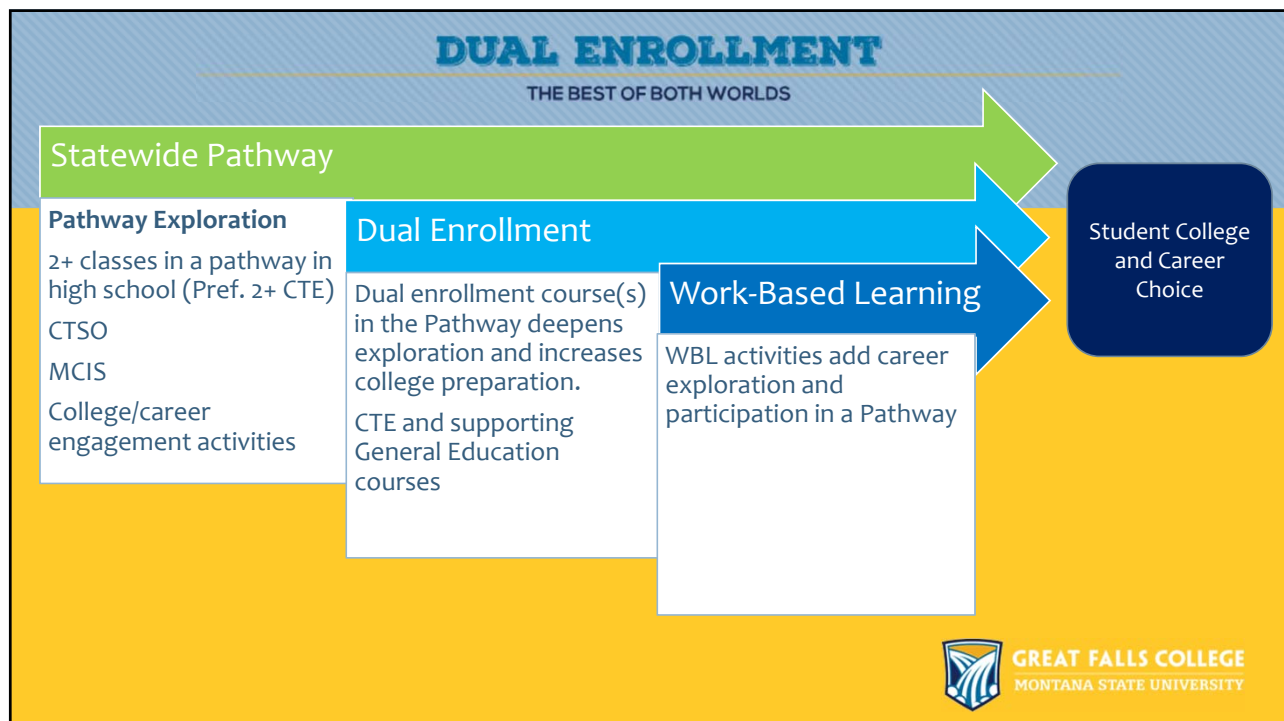 DUAL ENROLLMENT
THE BEST OF BOTH WORLDS
Statewide Pathway
Pathway Exploration
2+ classes in a pathway in
high school (Pref. 2+ CTE)
CTSO
MCIS
College/career
engagement activities
Dual Enrollment
Dual enrollment course(s)
in the Pathway deepens
exploration and increases
college preparation.
CTE and supporting
General Education
courses
Work-Based Learning
WBL activities add career
exploration and
participation in a Pathway
Student College
and Career
Choice
GREAT FALLS COLLEGE
MONTANA STATE UNIVERSITY